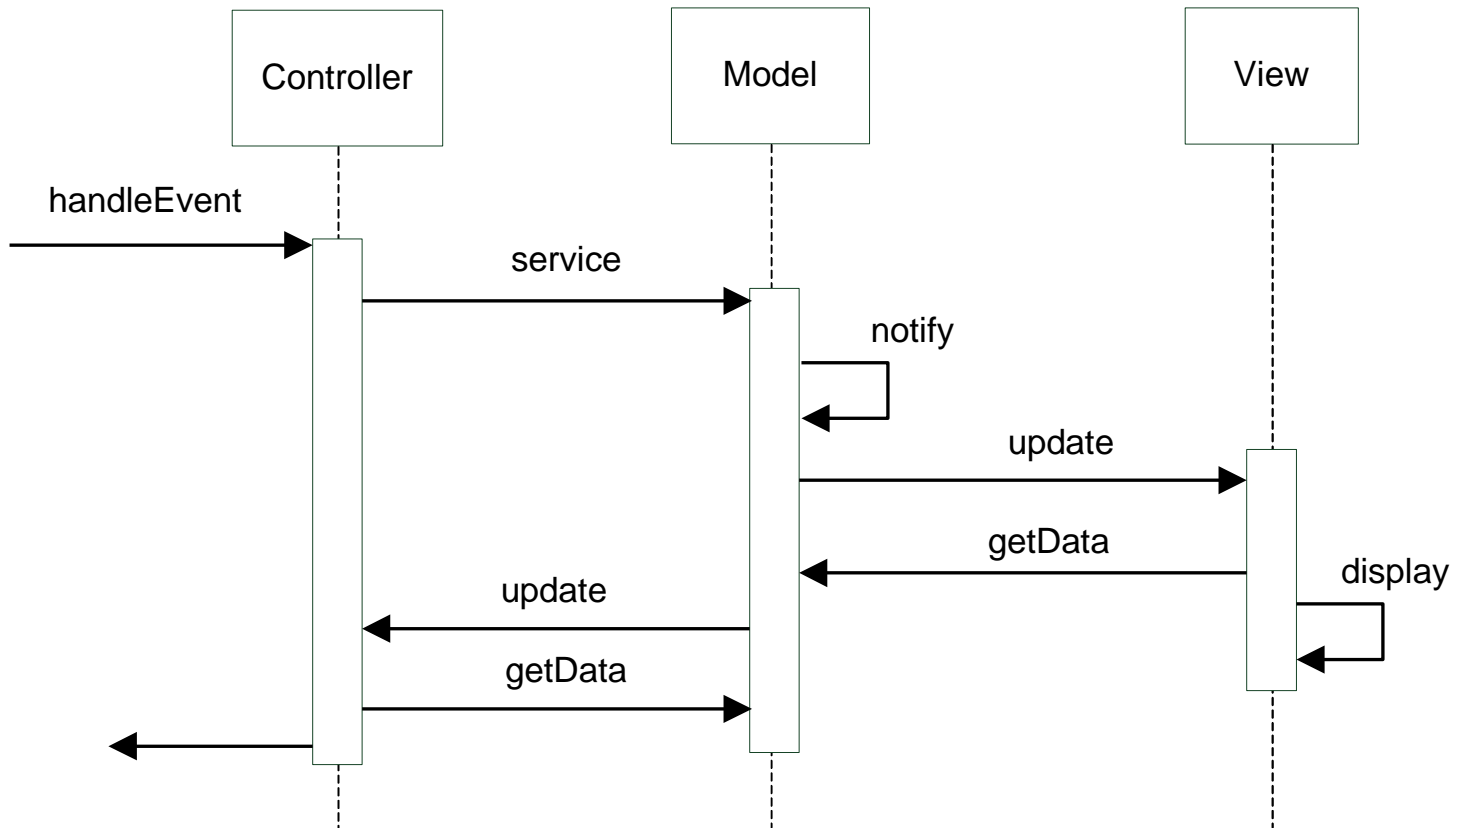 Controller
Model
View
handleEvent
service
notify
update
getData
display
update
getData